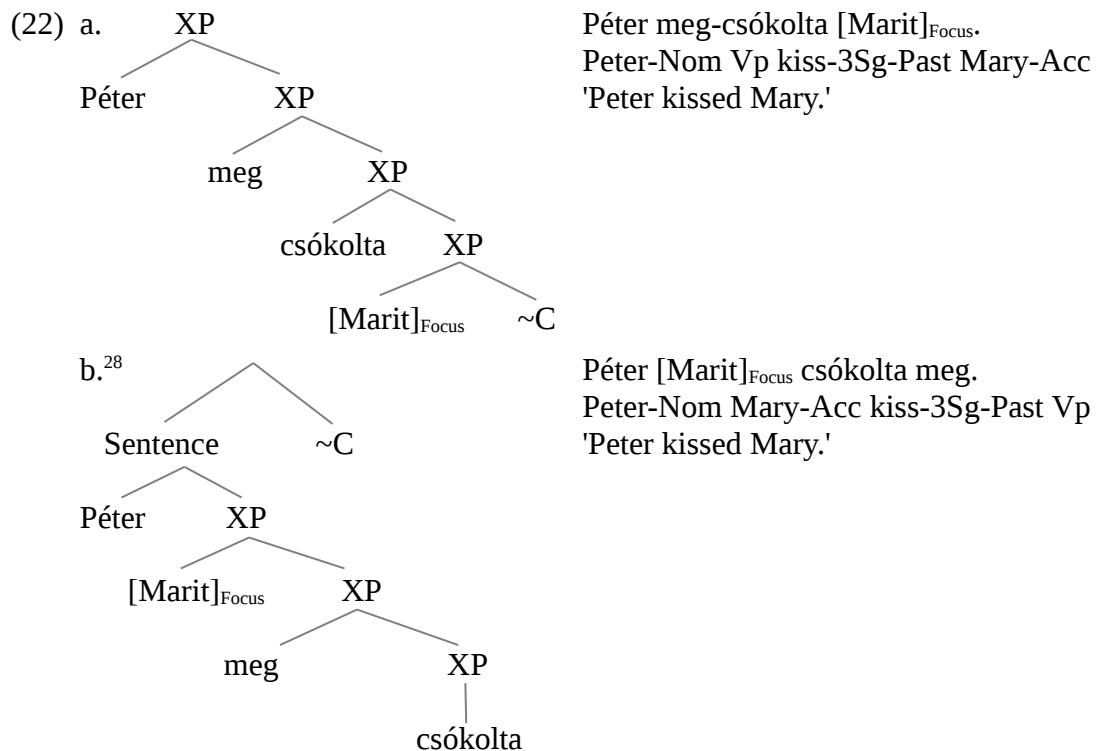 (22) a. XP Péter meg-csókolta [Marit]Focus.
Peter-Nom Vp kiss-3Sg-Past Mary-Acc
Péter XP 'Peter kissed Mary.'
meg XP
csókolta XP
[Marit]Focus ~C
b.28 Péter [Marit]Focus csókolta meg.
Peter-Nom Mary-Acc kiss-3Sg-Past Vp
Sentence ~C 'Peter kissed Mary.'
Péter XP
[Marit]Focus XP
meg XP
csókolta